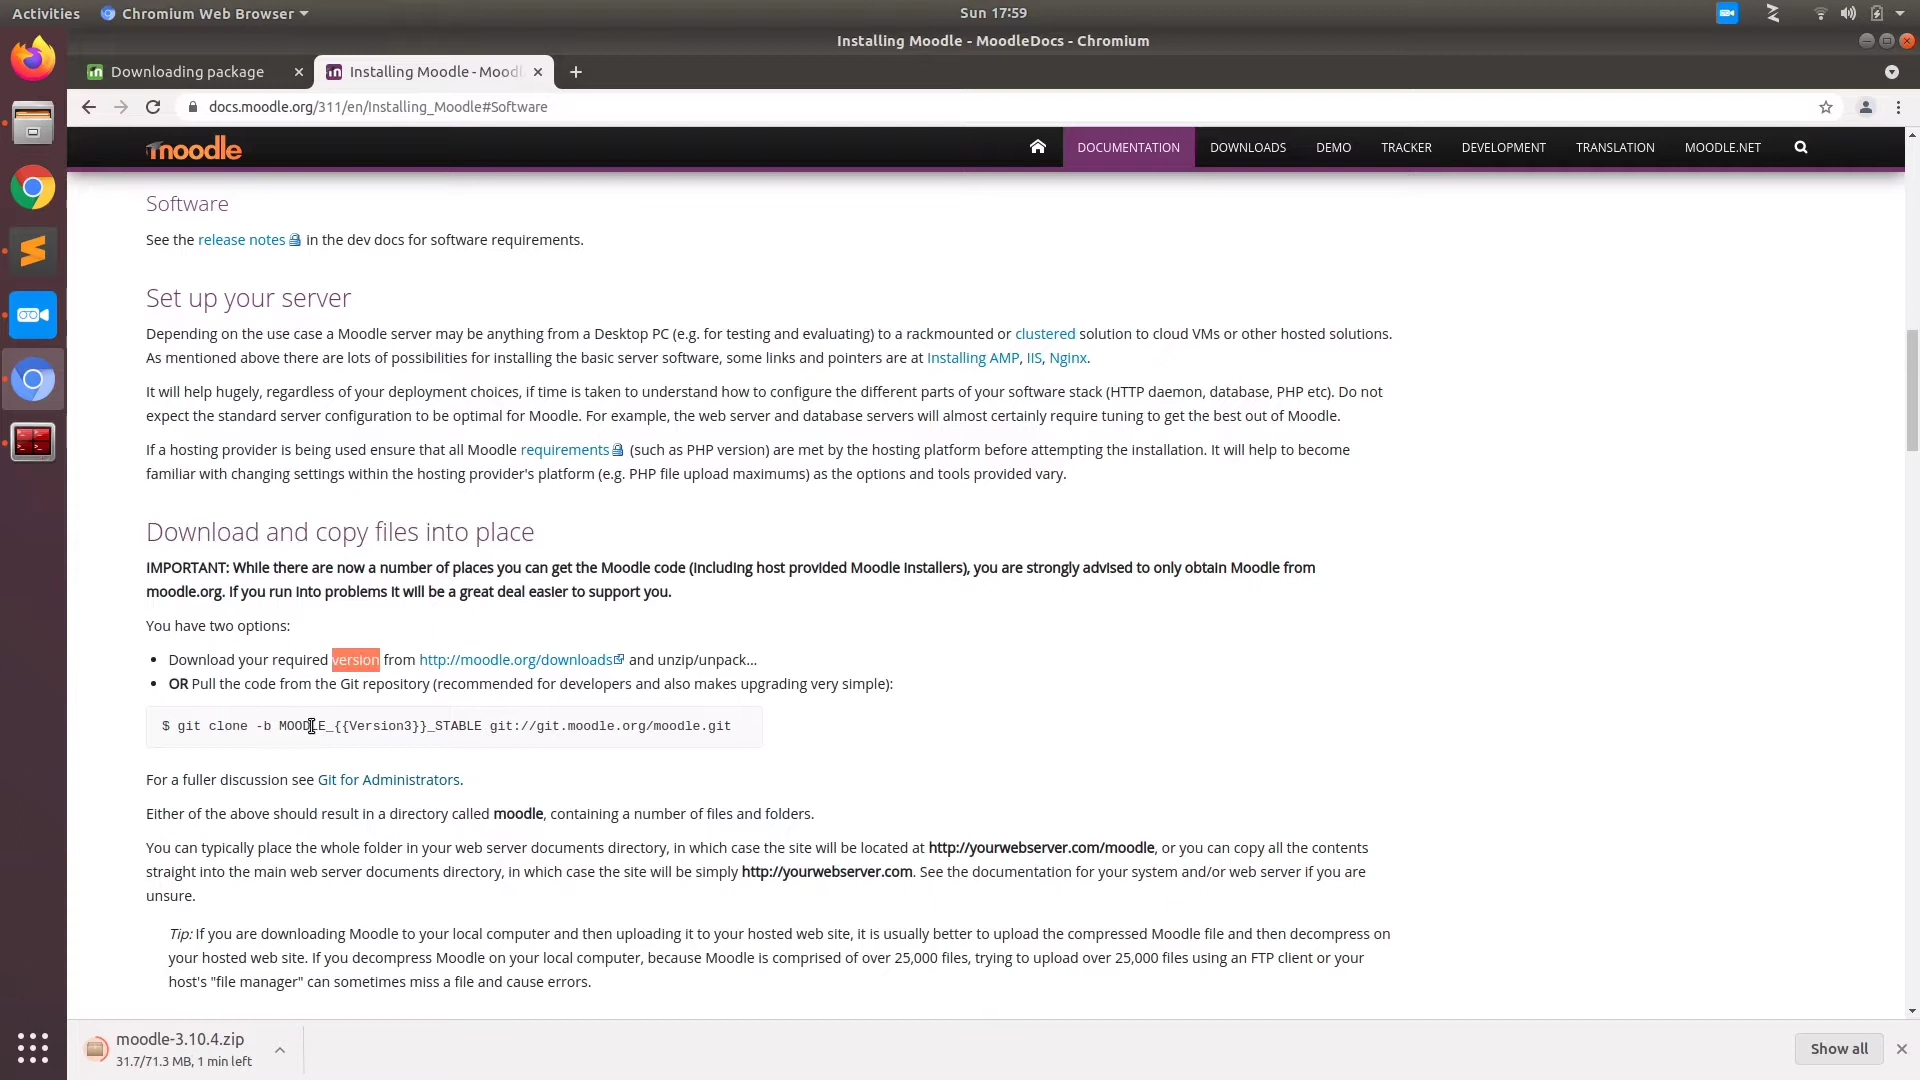 Activities
Chromium Web Browser
Sun 17:59
Installing Moodle - MoodleDocs - Chromium
Downloading package
Installing Moodle - Mood
docs.moodle.org/311/en/Installing_Moodle#Software
moodle
DOCUMENTATION
DOWNLOADS
DEMO
TRACKER
DEVELOPMENT
TRANSLATION
MOODLE.NET
Software
See the release notes in the dev docs for software requirements.
Set up your server
Depending on the use case a Moodle server may be anything from a Desktop PC (e.g. for testing and evaluating) to a rackmounted or clustered solution to cloud VMs or other hosted solutions.
As mentioned above there are lots of possibilities for installing the basic server software, some links and pointers are at Installing AMP, IIS, Nginx.
It will help hugely, regardless of your deployment choices, if time is taken to understand how to configure the different parts of your software stack (HTTP daemon, database, PHP etc). Do not
expect the standard server configuration to be optimal for Moodle. For example, the web server and database servers will almost certainly require tuning to get the best out of Moodle.
If a hosting provider is being used ensure that all Moodle requirements (such as PHP version) are met by the hosting platform before attempting the installation. It will help to become
familiar with changing settings within the hosting provider's platform (e.g. PHP file upload maximums) as the options and tools provided vary.
Download and copy files into place
IMPORTANT: While there are now a number of places you can get the Moodle code (including host provided Moodle installers), you are strongly advised to only obtain Moodle from
moodle.org. If you run into problems it will be a great deal easier to support you.
You have two options:
• Download your required version from http://moodle.org/downloads and unzip/unpack...
• OR Pull the code from the Git repository (recommended for developers and also makes upgrading very simple):
$ git clone -b MOODLE_{{Version3}}_STABLE git://git.moodle.org/moodle.git
For a fuller discussion see Git for Administrators.
Either of the above should result in a directory called moodle, containing a number of files and folders.
You can typically place the whole folder in your web server documents directory, in which case the site will be located at http://yourwebserver.com/moodle, or you can copy all the contents
straight into the main web server documents directory, in which case the site will be simply http://yourwebserver.com. See the documentation for your system and/or web server if you are
unsure.
Tip: If you are downloading Moodle to your local computer and then uploading it to your hosted web site, it is usually better to upload the compressed Moodle file and then decompress on
your hosted web site. If you decompress Moodle on your local computer, because Moodle is comprised of over 25,000 files, trying to upload over 25,000 files using an FTP client or your
host's "file manager" can sometimes miss a file and cause errors.
moodle-3.10.4.zip
31.7/71.3 MB, 1 min left
Show all